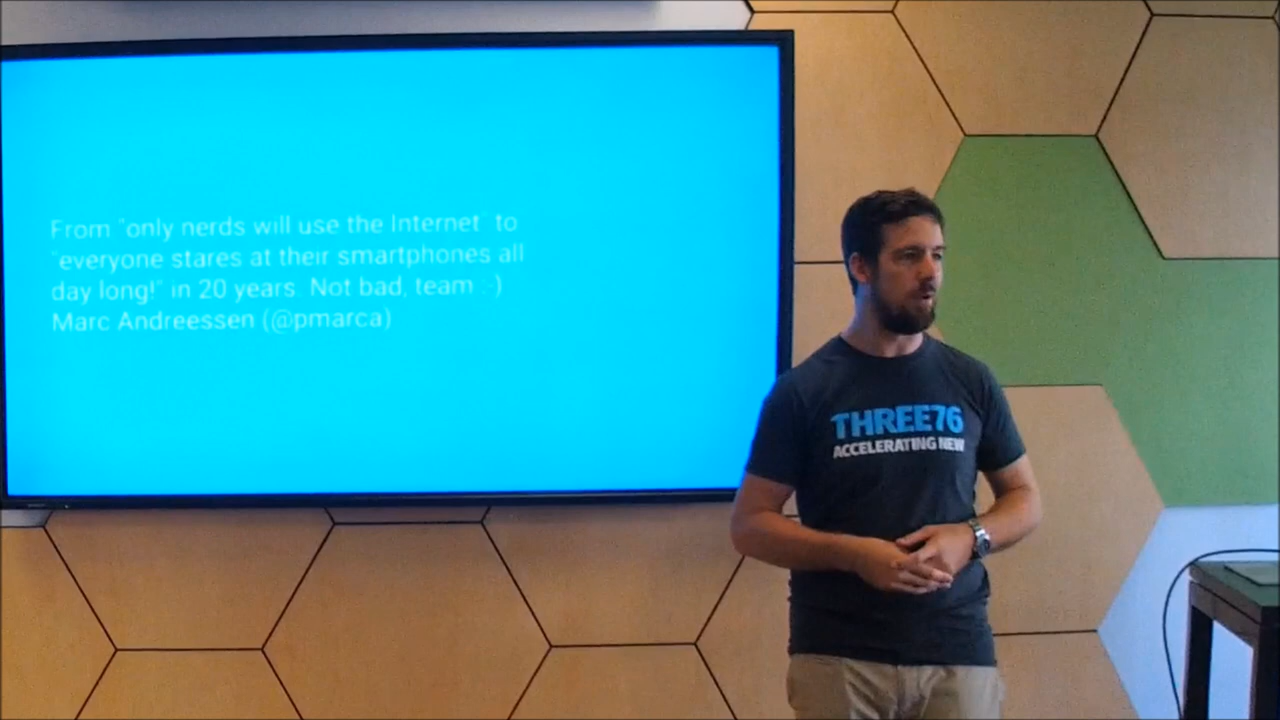 From "only nerds will use the Internet" to
"everyone stares at their smartphones all
day long!" in 20 years. Not bad, team :-)
Marc Andreessen (@pmarca)
THREE76
ACCELERATING NEW